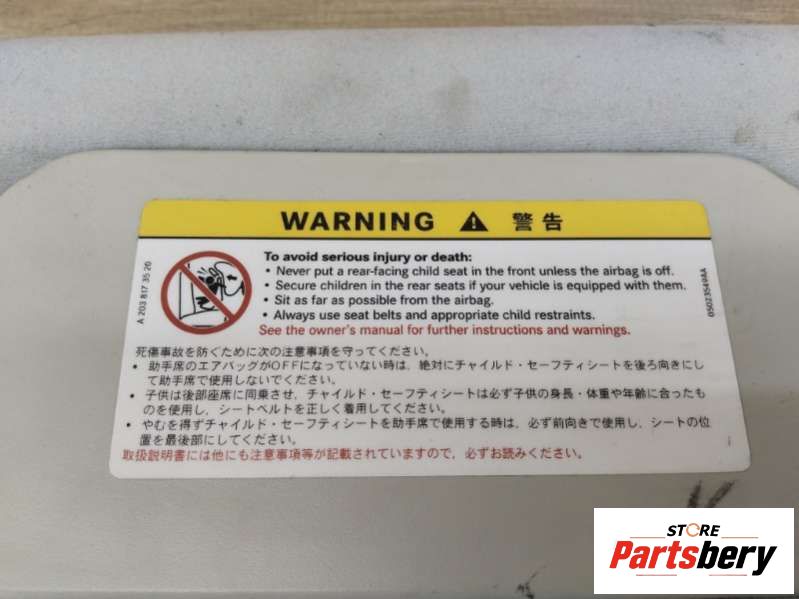 WARNING 警告
A 203 817 35 20
To avoid serious injury or death:
• Never put a rear-facing child seat in the front unless the airbag is off.
• Secure children in the rear seats if your vehicle is equipped with them.
• Sit as far as possible from the airbag.
• Always use seat belts and appropriate child restraints.
See the owner's manual for further instructions and warnings.
05023549AA
死傷事故を防ぐために次の注意事項を守ってください。
• 助手席のエアバッグがOFFになっていない時は、絶対にチャイルド・セーフティシートを後ろ向きにし
て助手席で使用しないでください。
• 子供は後部座席に同乗させ、チャイルド・セーフティシートは必ず子供の身長・体重や年齢に合ったも
のを使用し、シートベルトを正しく着用してください。
• やむを得ずチャイルド・セーフティシートを助手席で使用する時は、必ず前向きで使用し、シートの位
置を最後部にしてください。
取扱説明書には他にも注意事項等が記載されていますので、必ずお読みください。
STORE
Partsbery